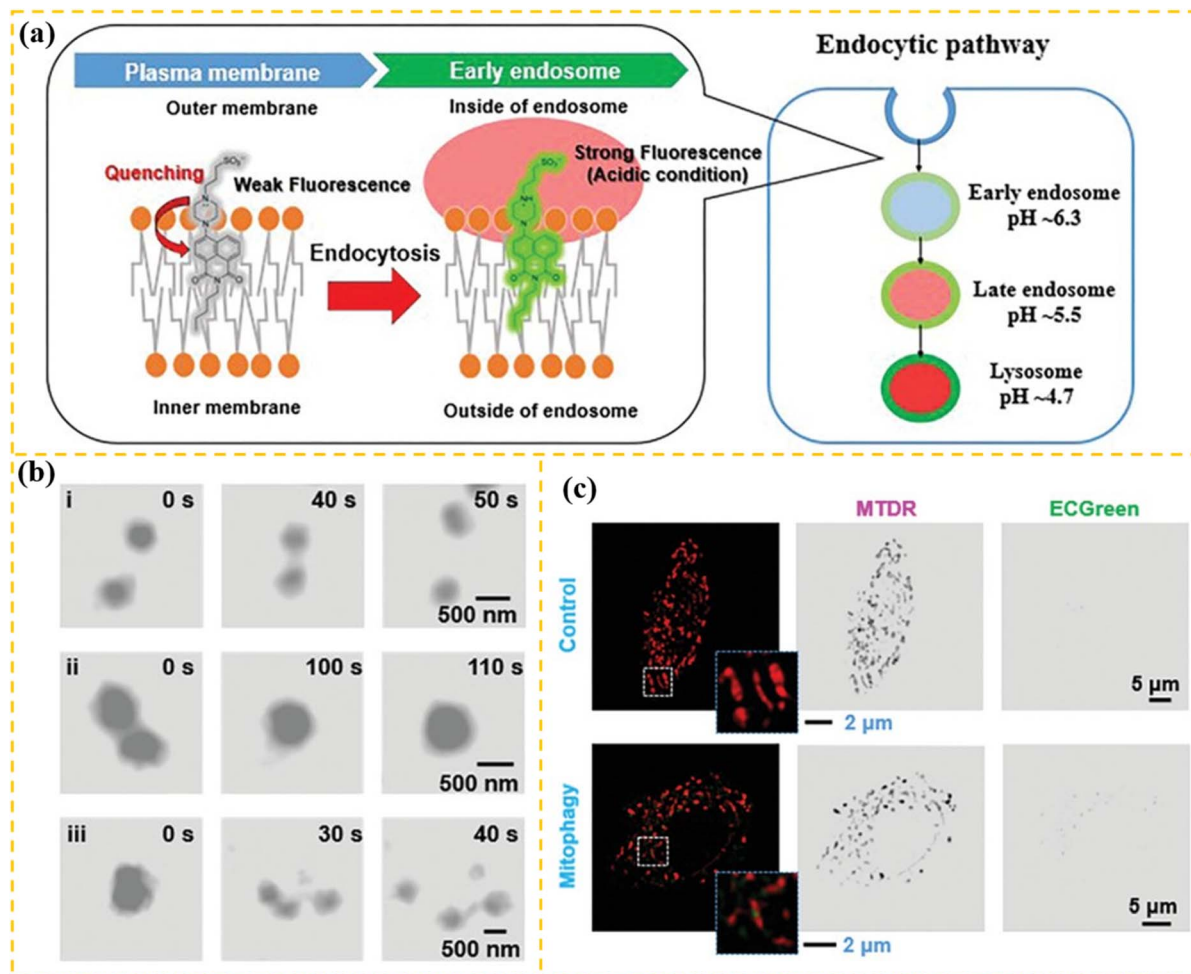 (a)
Plasma membrane
Early endosome
Outer membrane
Inside of endosome
Quenching
Weak Fluorescence
SO₃⁻
N
N
O
N
O
Endocytosis
Strong Fluorescence
(Acidic condition)
SO₃⁻
NH
N
O
N
O
Inner membrane
Outside of endosome
Endocytic pathway
Early endosome
pH ~6.3
Late endosome
pH ~5.5
Lysosome
pH ~4.7
(b)
i 0 s
40 s
50 s
500 nm
ii 0 s
100 s
110 s
500 nm
iii 0 s
30 s
40 s
500 nm
(c)
MTDR
ECGreen
Control
2 µm
5 µm
Mitophagy
2 µm
5 µm